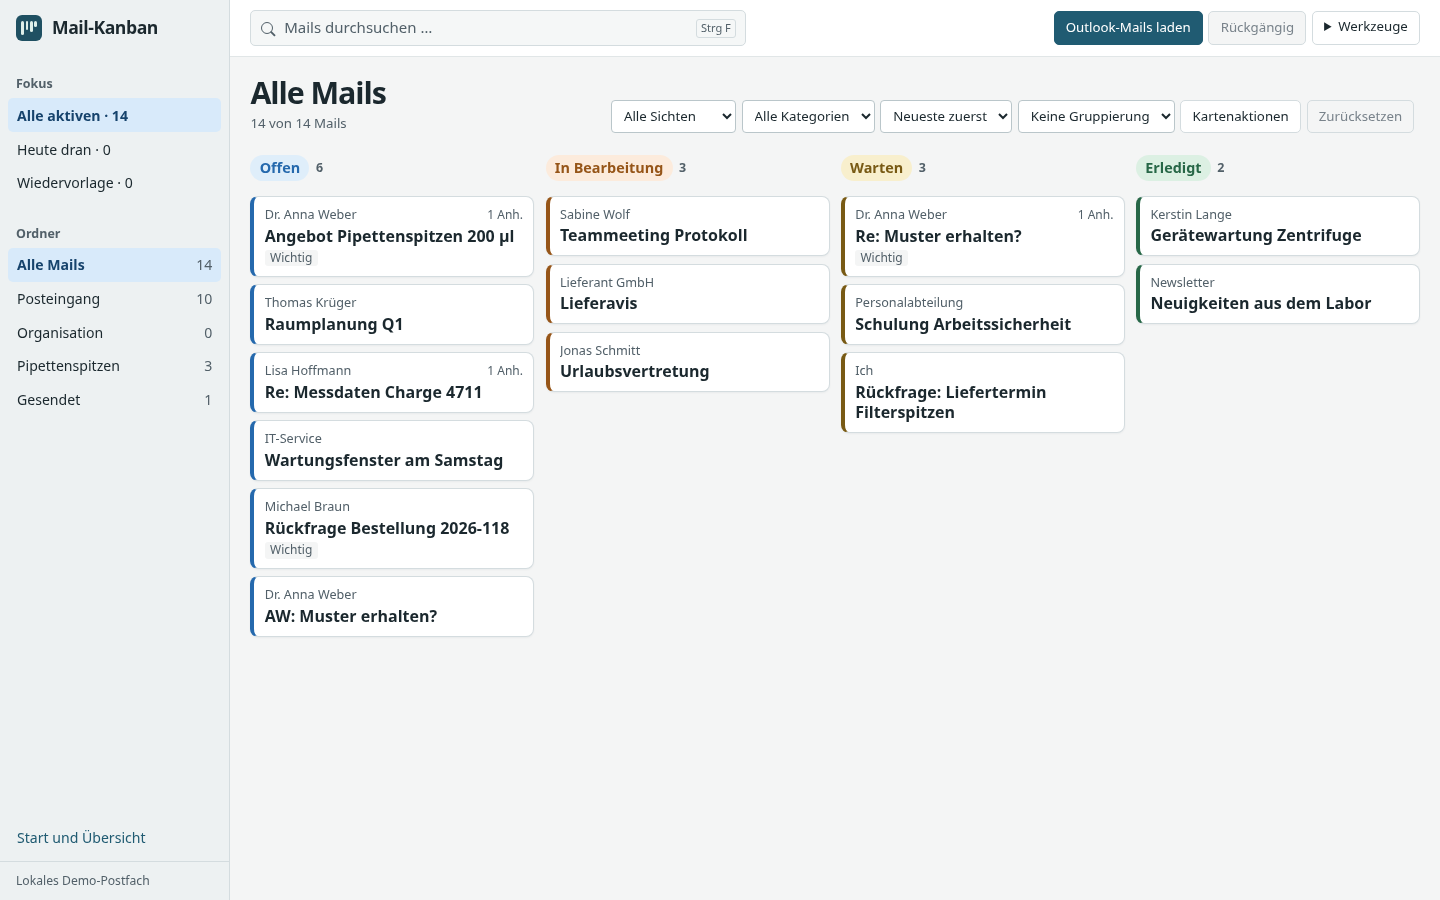 Mail-Kanban
Fokus
Alle aktiven · 14
Heute dran · 0
Wiedervorlage · 0
Ordner
Alle Mails 14
Posteingang 10
Organisation 0
Pipettenspitzen 3
Gesendet 1
Start und Übersicht
Lokales Demo-Postfach
Mails durchsuchen ... Strg F
Outlook-Mails laden
Rückgängig
Werkzeuge
Alle Mails
14 von 14 Mails
Alle Sichten
Alle Kategorien
Neueste zuerst
Keine Gruppierung
Kartenaktionen
Zurücksetzen
Offen 6
Dr. Anna Weber 1 Anh.
Angebot Pipettenspitzen 200 µl
Wichtig
Thomas Krüger
Raumplanung Q1
Lisa Hoffmann 1 Anh.
Re: Messdaten Charge 4711
IT-Service
Wartungsfenster am Samstag
Michael Braun
Rückfrage Bestellung 2026-118
Wichtig
Dr. Anna Weber
AW: Muster erhalten?
In Bearbeitung 3
Sabine Wolf
Teammeeting Protokoll
Lieferant GmbH
Lieferavis
Jonas Schmitt
Urlaubsvertretung
Warten 3
Dr. Anna Weber 1 Anh.
Re: Muster erhalten?
Wichtig
Personalabteilung
Schulung Arbeitssicherheit
Ich
Rückfrage: Liefertermin
Filterspitzen
Erledigt 2
Kerstin Lange
Gerätewartung Zentrifuge
Newsletter
Neuigkeiten aus dem Labor